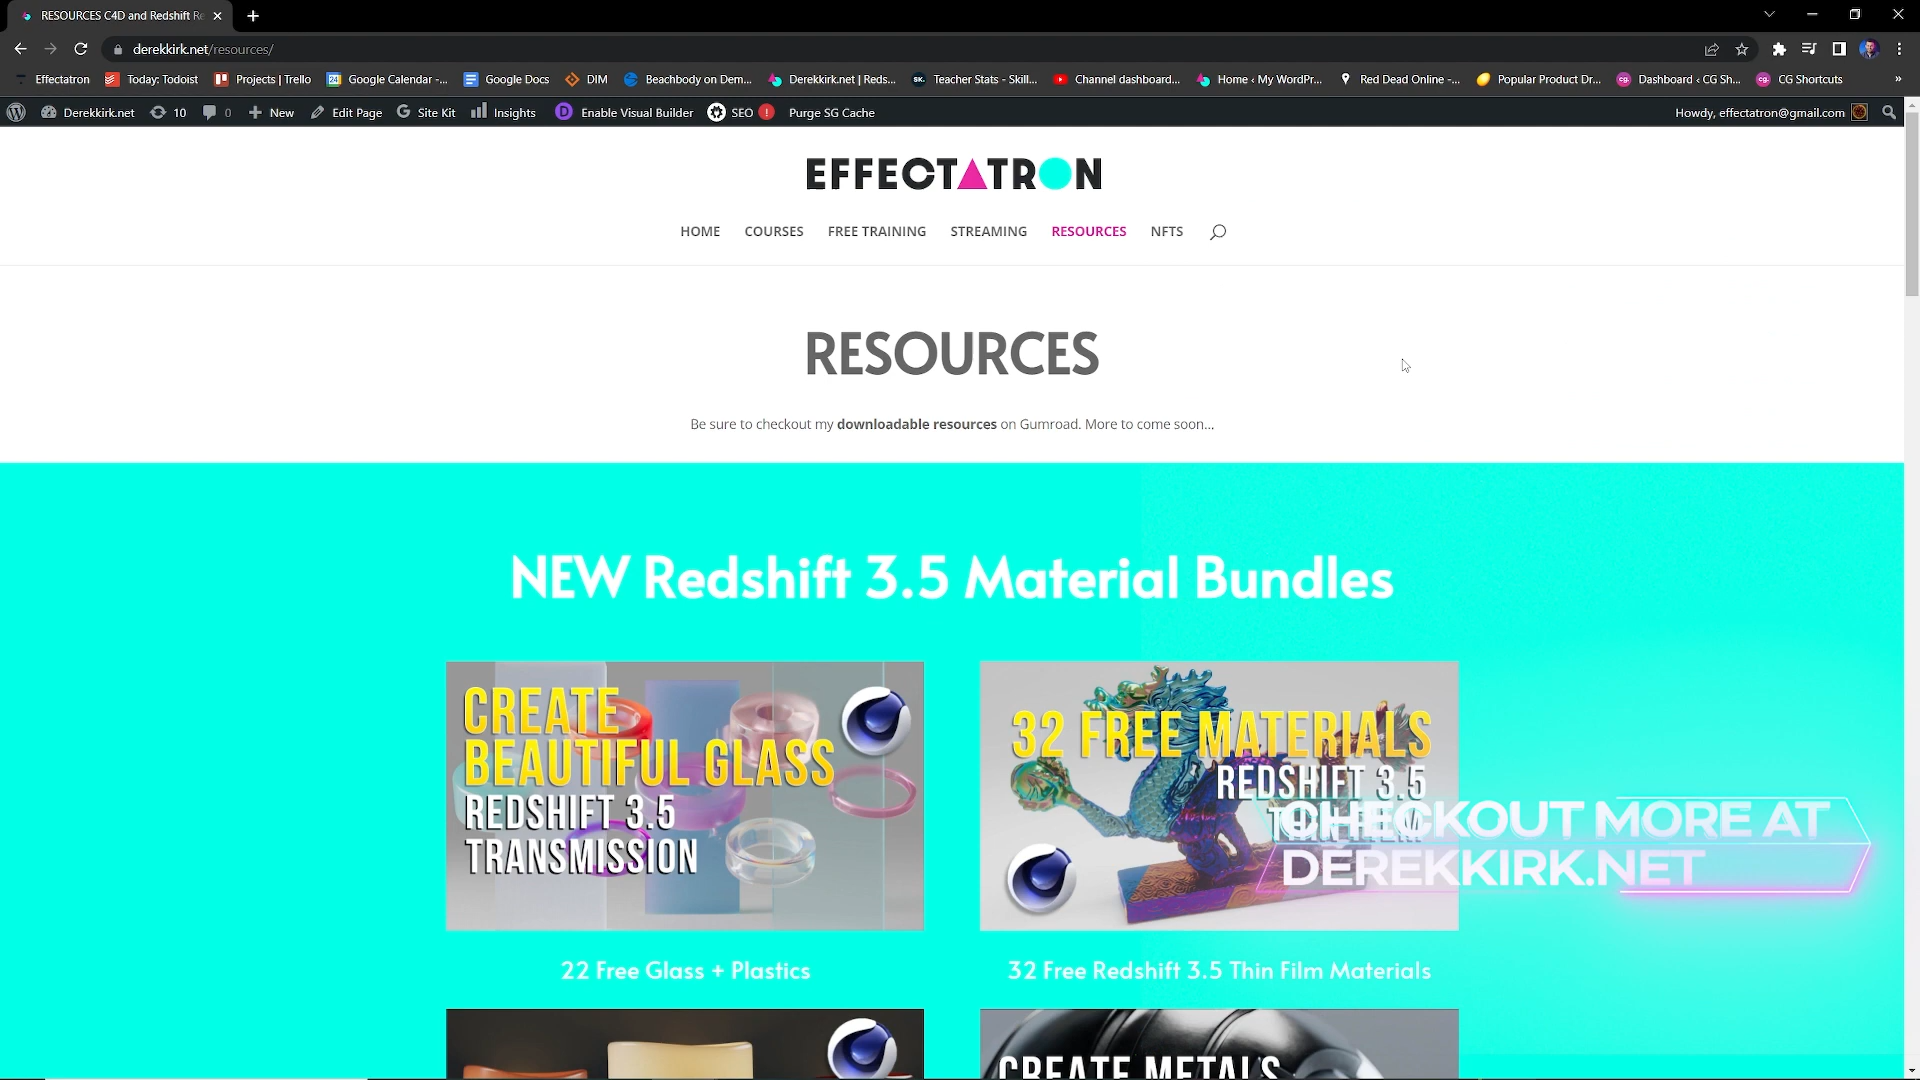 RESOURCES C4D and Redshift Re
derekkirk.net/resources/
Effectatron Today: Todoist Projects | Trello Google Calendar -... Google Docs DIM Beachbody on Dem... Derekkirk.net | Reds... Teacher Stats - Skill... Channel dashboard... Home ‹ My WordPr... Red Dead Online -... Popular Product Dr... Dashboard ‹ CG Sh... CG Shortcuts »
Derekkirk.net 10 0 New Edit Page Site Kit Insights Enable Visual Builder SEO ! Purge SG Cache Howdy, effectatron@gmail.com
EFFECTATRON
HOME COURSES FREE TRAINING STREAMING RESOURCES NFTS
RESOURCES
Be sure to checkout my downloadable resources on Gumroad. More to come soon...
NEW Redshift 3.5 Material Bundles
CREATE
BEAUTIFUL GLASS
REDSHIFT 3.5
TRANSMISSION
32 FREE MATERIALS
REDSHIFT 3.5
CHECKOUT MORE AT
DEREKKIRK.NET
22 Free Glass + Plastics
32 Free Redshift 3.5 Thin Film Materials
CREATE METALS